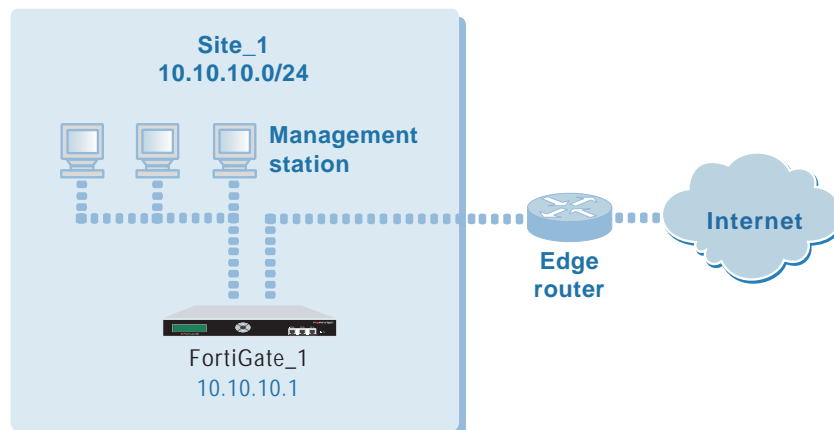 Site_1
10.10.10.0/24
Management
station
Internet
Edge
router
FortiGate_1
10.10.10.1